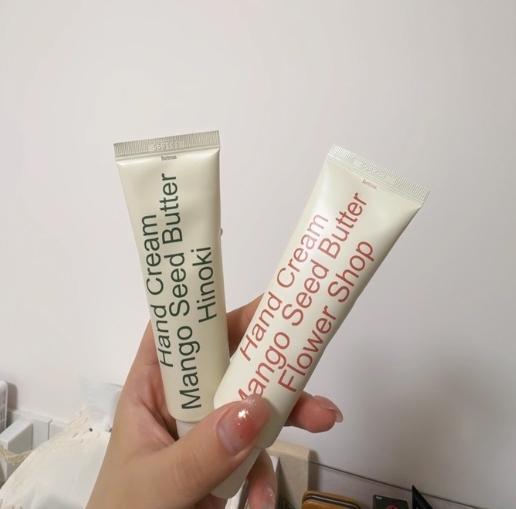 Hand Cream
Mango Seed Butter
Hinoki
Hand Cream
Mango Seed Butter
Flower Shop